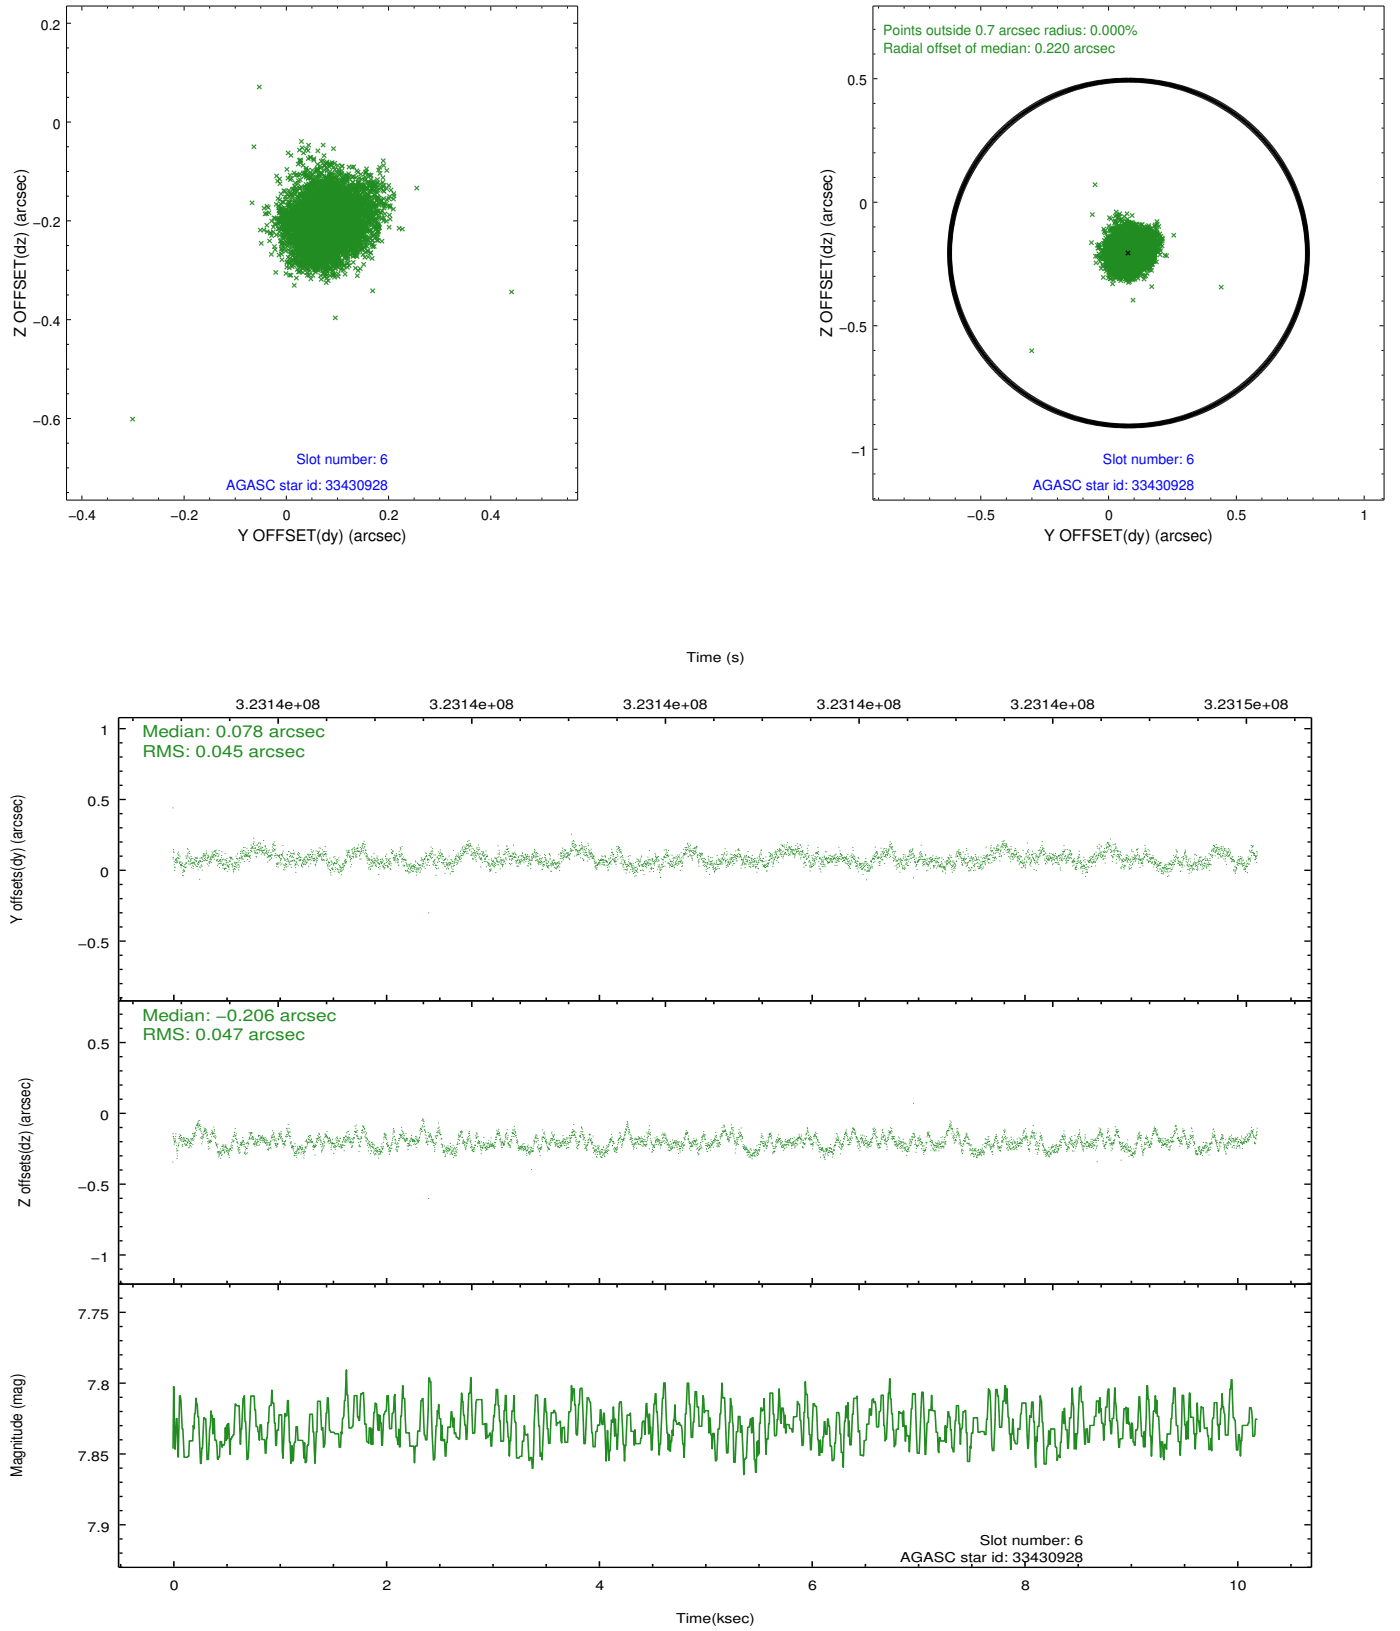 0.2
0
−0.2
−0.4
−0.6
Z OFFSET(dz) (arcsec)
Slot number: 6
AGASC star id: 33430928
−0.4 −0.2 0 0.2 0.4
Y OFFSET(dy) (arcsec)
Points outside 0.7 arcsec radius: 0.000%
Radial offset of median: 0.220 arcsec
0.5
0
−0.5
−1
Z OFFSET(dz) (arcsec)
Slot number: 6
AGASC star id: 33430928
−0.5 0 0.5 1
Y OFFSET(dy) (arcsec)
Time (s)
3.2314e+08 3.2314e+08 3.2314e+08 3.2314e+08 3.2314e+08 3.2315e+08
Median: 0.078 arcsec
RMS: 0.045 arcsec
1
0.5
0
−0.5
Y offsets(dy) (arcsec)
Median: −0.206 arcsec
RMS: 0.047 arcsec
0.5
0
−0.5
−1
Z offsets(dz) (arcsec)
7.75
7.8
7.85
7.9
Magnitude (mag)
Slot number: 6
AGASC star id: 33430928
0 2 4 6 8 10
Time(ksec)